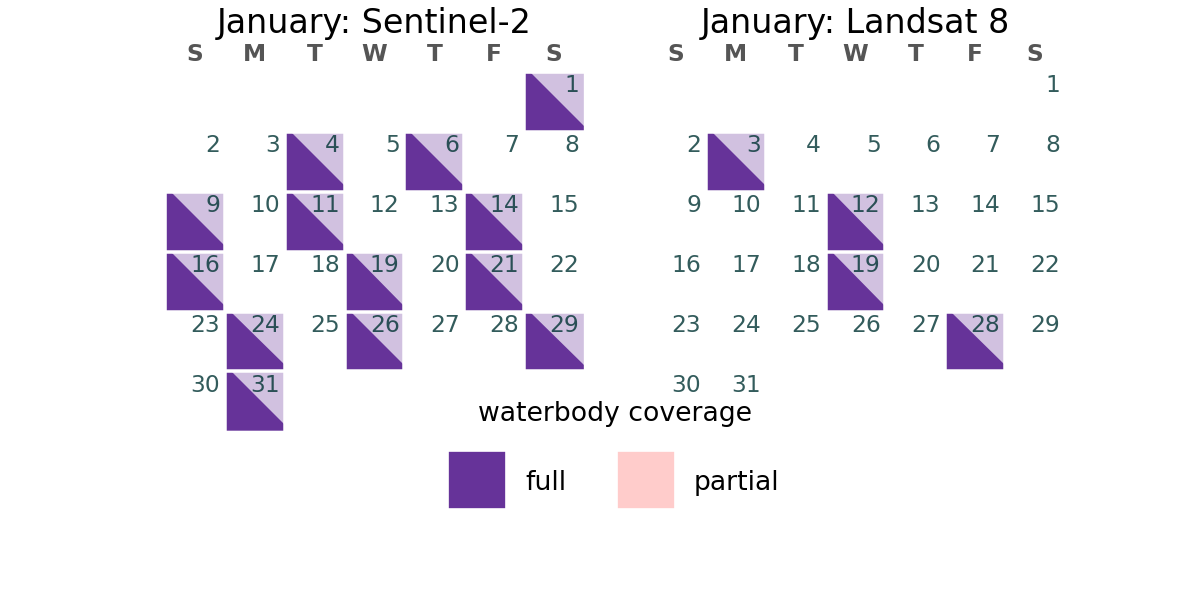 January: Sentinel-2
S M T W T F S
1
2 3 4 5 6 7 8
9 10 11 12 13 14 15
16 17 18 19 20 21 22
23 24 25 26 27 28 29
30 31
January: Landsat 8
S M T W T F S
1
2 3 4 5 6 7 8
9 10 11 12 13 14 15
16 17 18 19 20 21 22
23 24 25 26 27 28 29
30 31
waterbody coverage
full
partial